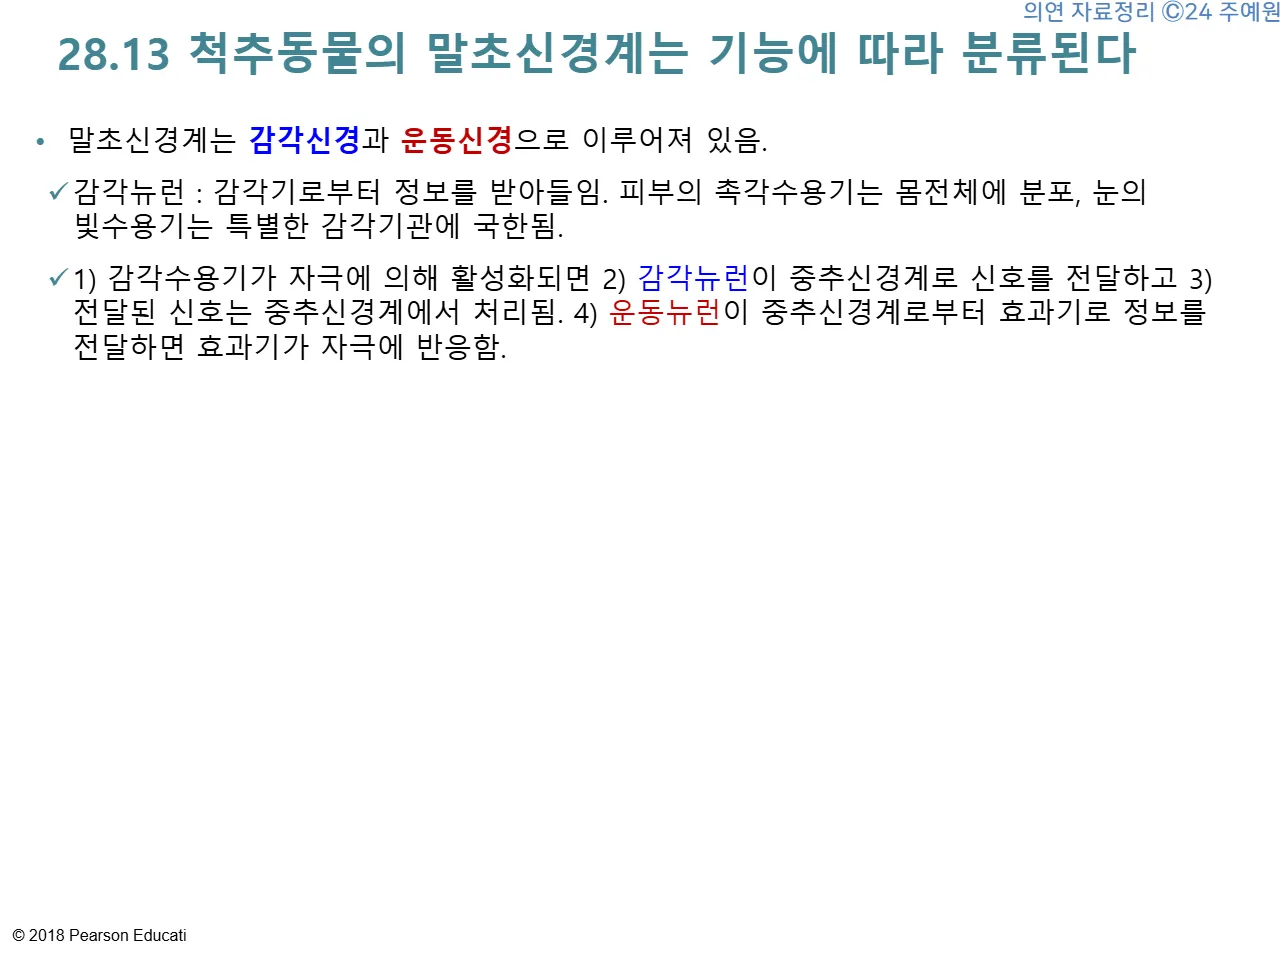 의연 자료정리 ©24 주예원
28.13 척추동물의 말초신경계는 기능에 따라 분류된다
• 말초신경계는 감각신경과 운동신경으로 이루어져 있음.
✓감각뉴런 : 감각기로부터 정보를 받아들임. 피부의 촉각수용기는 몸전체에 분포, 눈의
빛수용기는 특별한 감각기관에 국한됨.
✓1) 감각수용기가 자극에 의해 활성화되면 2) 감각뉴런이 중추신경계로 신호를 전달하고 3)
전달된 신호는 중추신경계에서 처리됨. 4) 운동뉴런이 중추신경계로부터 효과기로 정보를
전달하면 효과기가 자극에 반응함.
© 2018 Pearson Educati